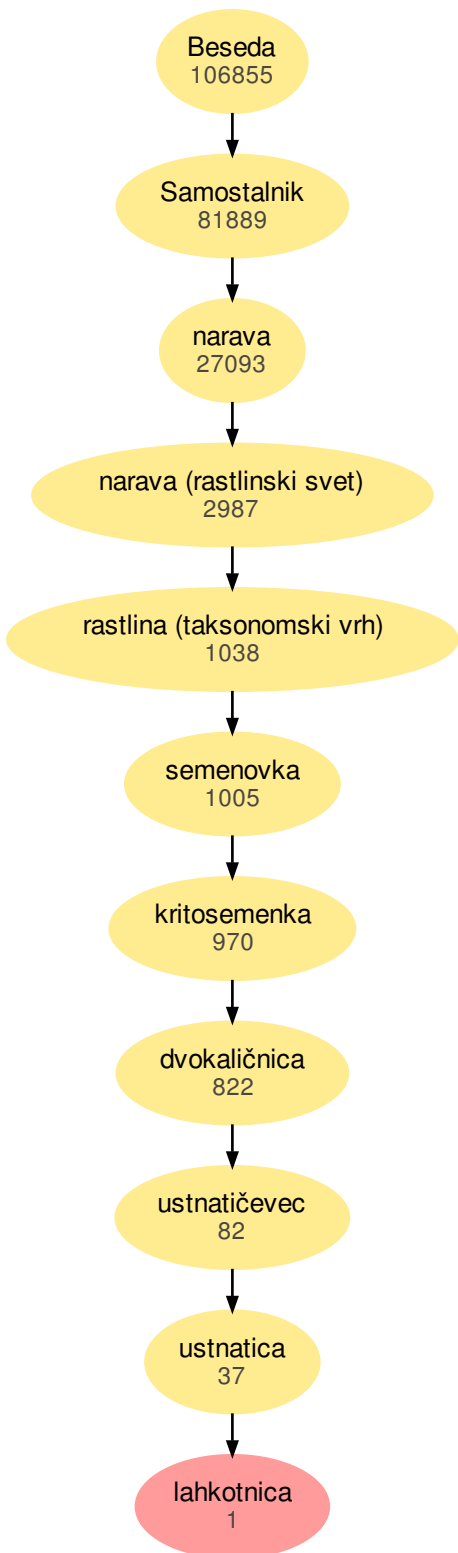 Beseda
106855
Samostalnik
81889
narava
27093
narava (rastlinski svet)
2987
rastlina (taksonomski vrh)
1038
semenovka
1005
kritosemenka
970
dvokaličnica
822
ustnatičevec
82
ustnatica
37
lahkotnica
1